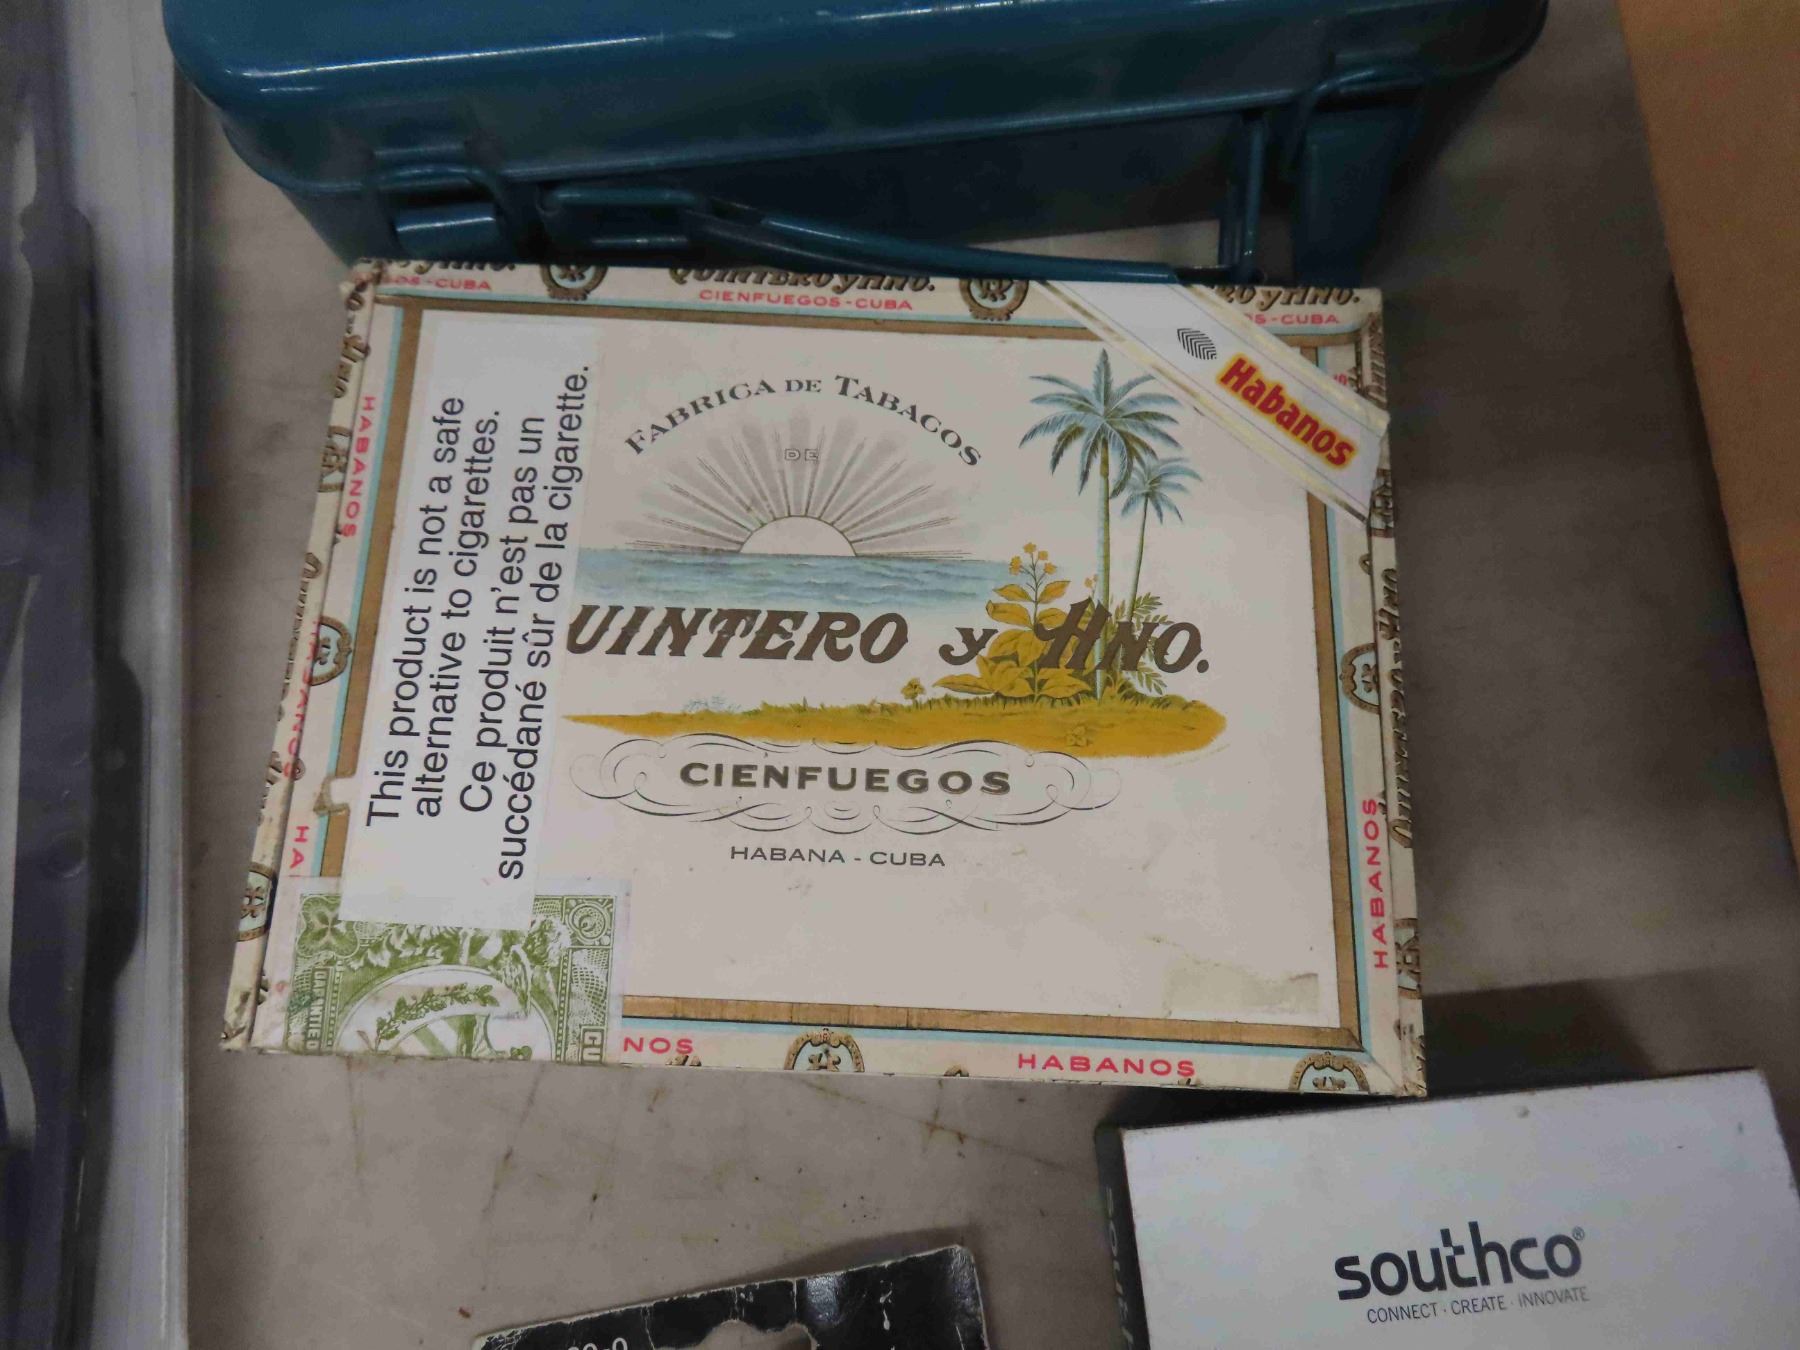 QUINTERO y HNO.
CIENFUEGOS-CUBA
S-CUBA
Habanos
HABANOS
This product is not a safe
alternative to cigarettes.
Ce produit n'est pas un
succédané sûr de la cigarette.
FABRICA DE TABACOS
DE
UINTERO y HNO.
CIENFUEGOS
HABANA - CUBA
HABANOS
NOS
HABANOS
southco®
CONNECT · CREATE · INNOVATE